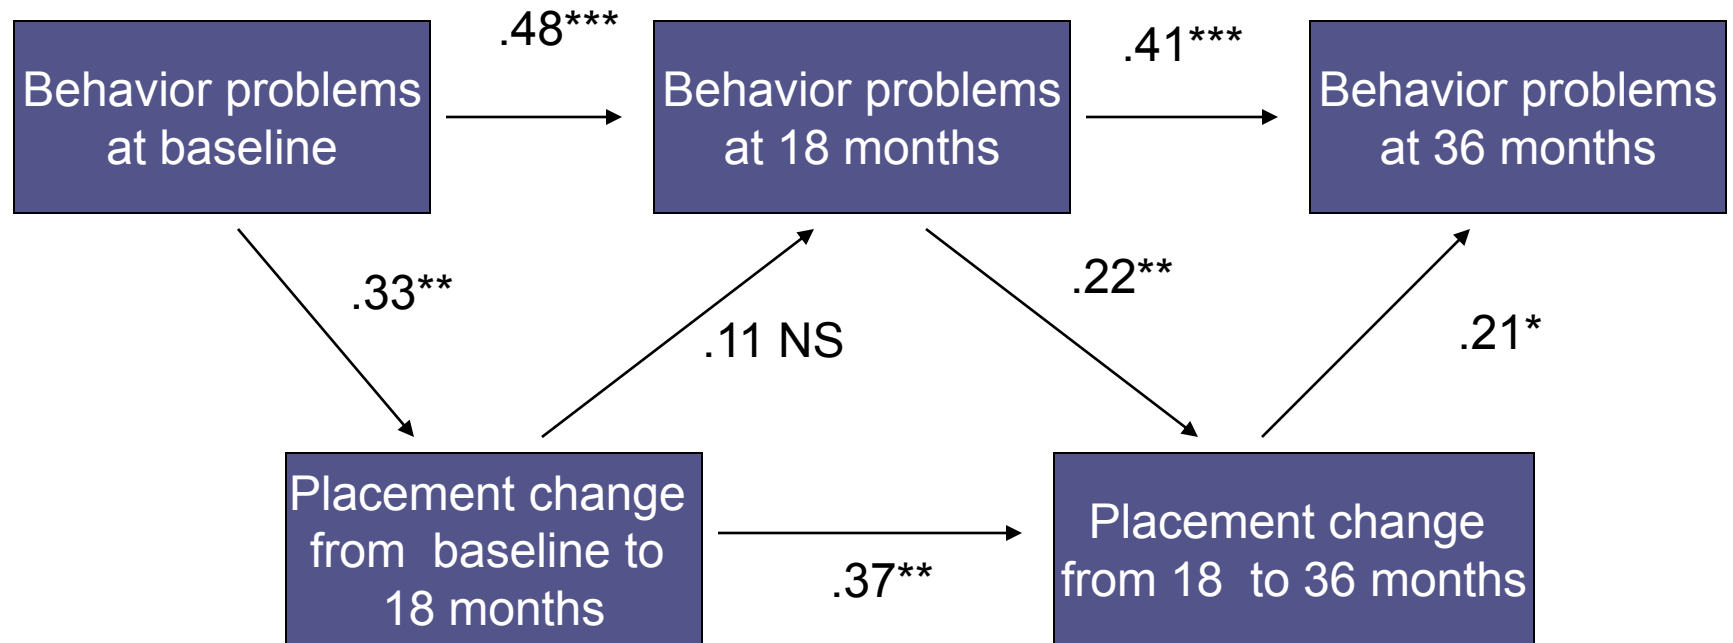 .48***
.41***
Behavior problems
at baseline
Behavior problems
at 18 months
Behavior problems
at 36 months
.33**
.11 NS
.22**
.21*
Placement change
from baseline to
18 months
.37**
Placement change
from 18 to 36 months